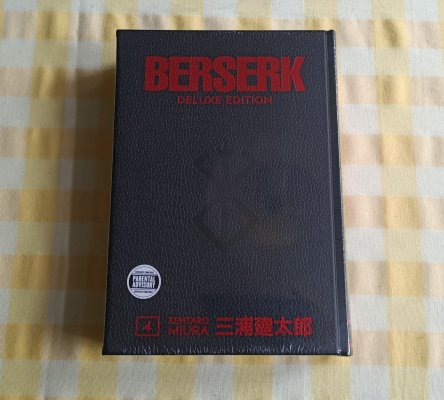 BERSERK
DELUXE EDITION
PARENTAL
ADVISORY
4
KENTARO
MIURA 三浦建太郎